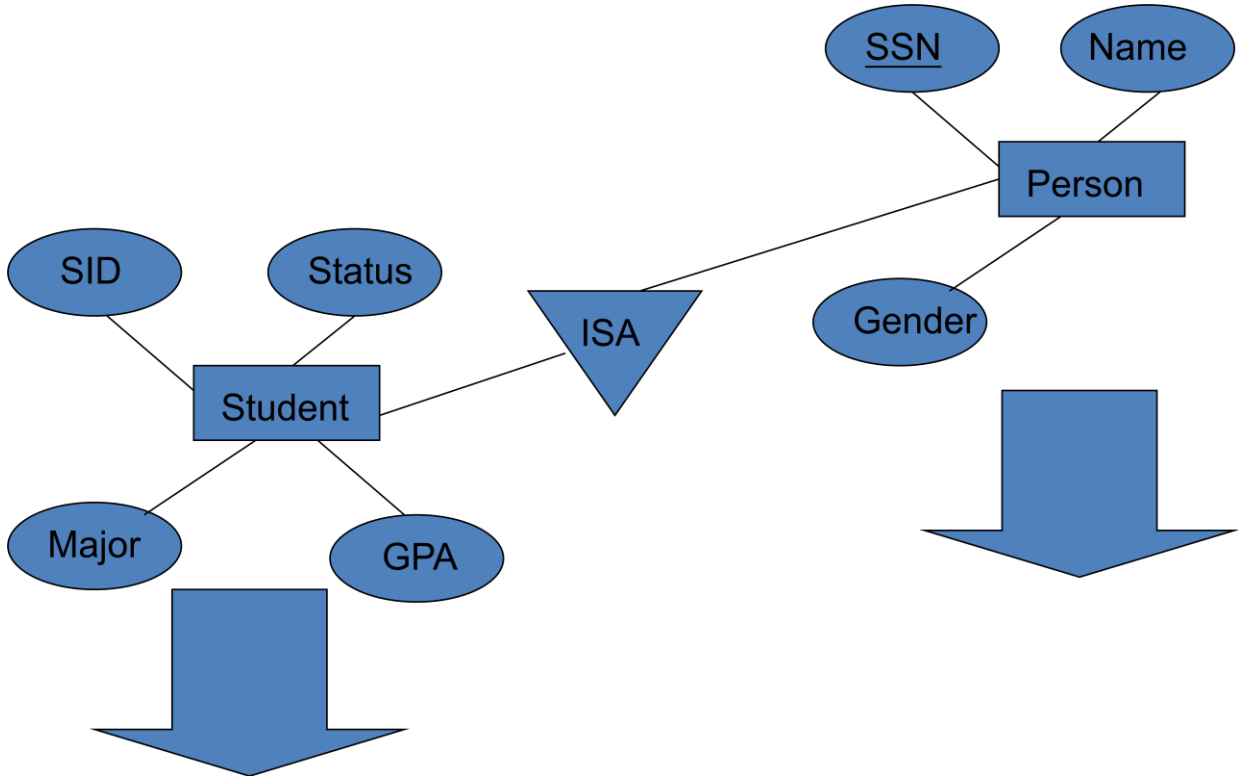 SSN
Name
Person
SID
Status
Gender
ISA
Student
Major
GPA